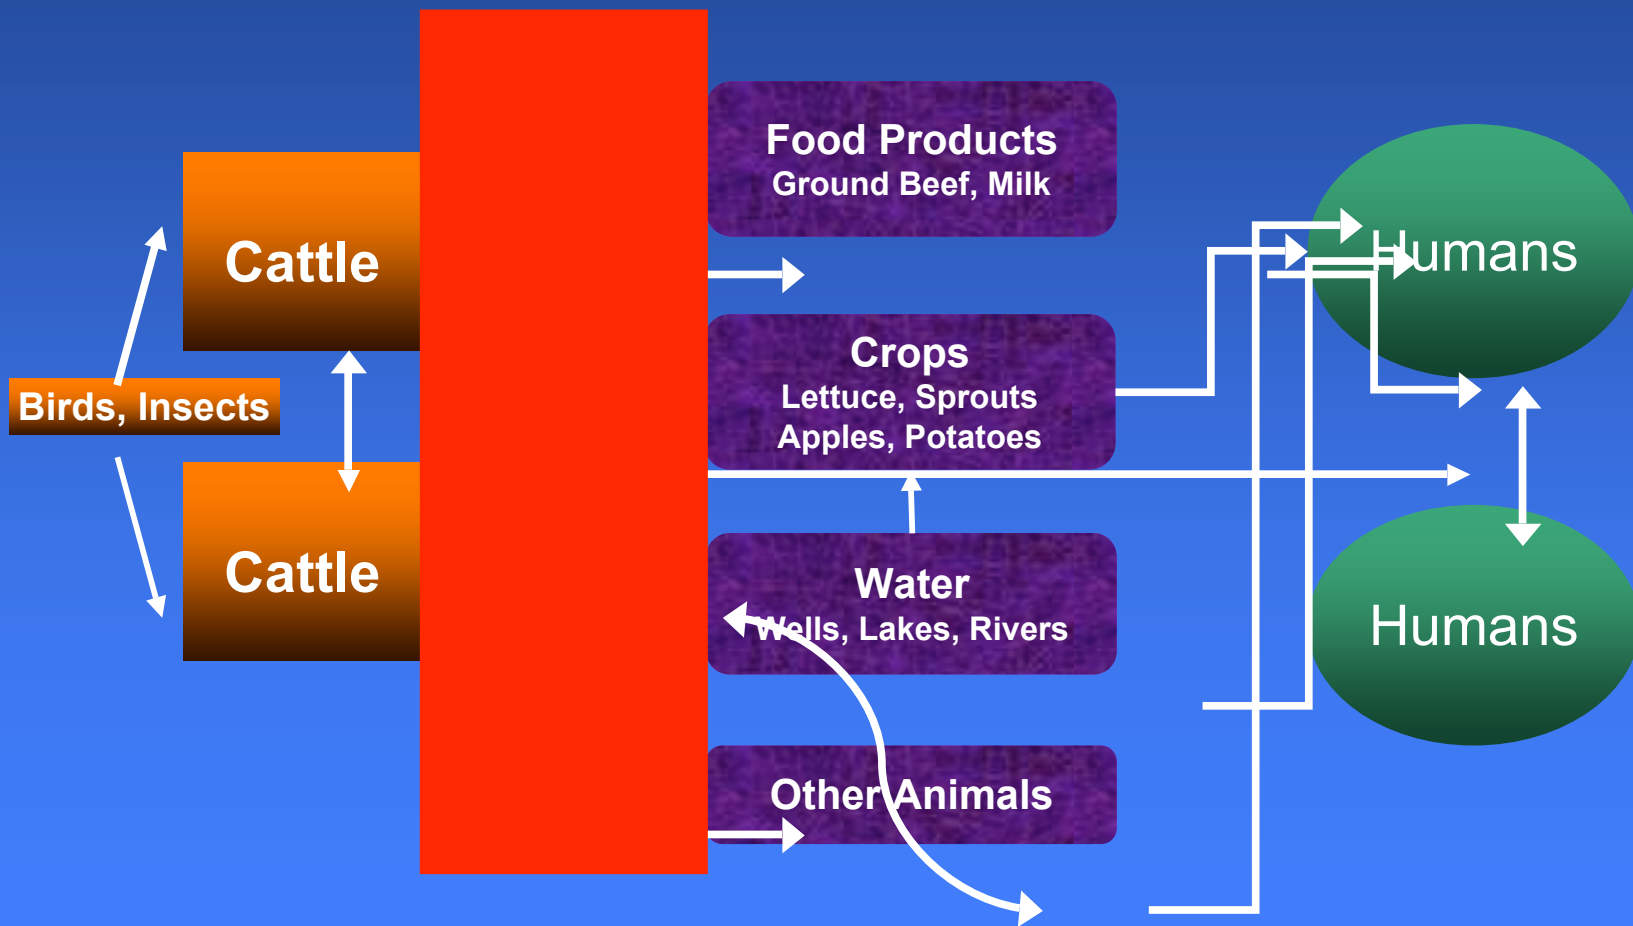 Food Products
Ground Beef, Milk
Cattle
Humans
Crops
Lettuce, Sprouts
Apples, Potatoes
Birds, Insects
Cattle
Water
Wells, Lakes, Rivers
Humans
Other Animals